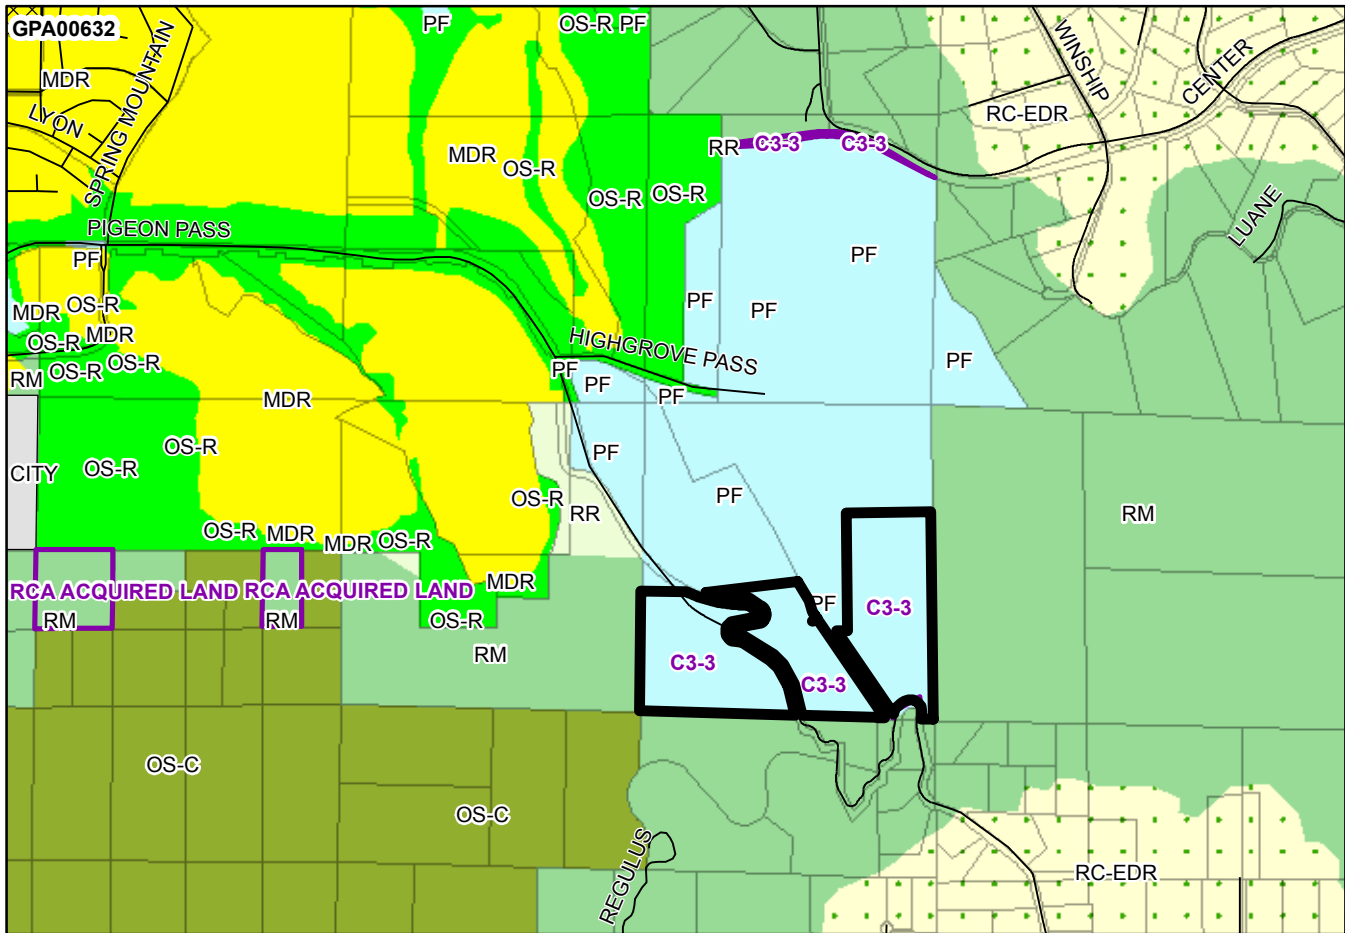 GPA00632
PF
OS-R
PF
MDR
LYON
SPRING MOUNTAIN
WINSHIP
CENTER
RC-EDR
MDR
OS-R
RR
C3-3
C3-3
OS-R
OS-R
LUANE
PIGEON PASS
PF
PF
PF
PF
MDR
OS-R
OS-R
MDR
OS-R
HIGHGROVE PASS
PF
RM
OS-R
PF
PF
PF
MDR
OS-R
PF
CITY
OS-R
OS-R
PF
RR
RM
OS-R
MDR
MDR
OS-R
RCA ACQUIRED LAND
RCA ACQUIRED LAND
MDR
PF
C3-3
RM
RM
OS-R
RM
C3-3
C3-3
OS-C
OS-C
REGULUS
RC-EDR